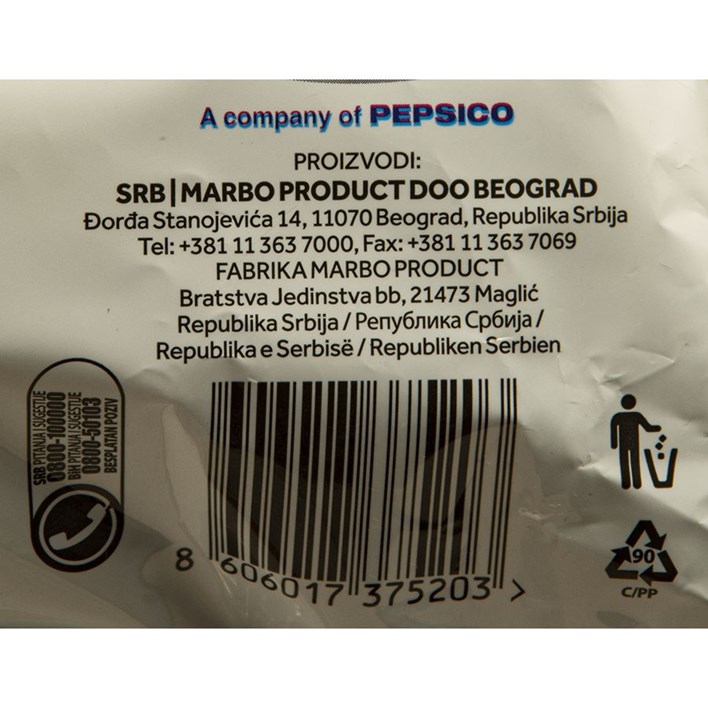 A company of PEPSICO
PROIZVODI:
SRB|MARBO PRODUCT DOO BEOGRAD
Đorđa Stanojevića 14, 11070 Beograd, Republika Srbija
Tel: +381 11 363 7000, Fax: +381 11 363 7069
FABRIKA MARBO PRODUCT
Bratstva Jedinstva bb, 21473 Maglić
Republika Srbija / Република Србија /
Republika e Serbisë / Republiken Serbien
SRB PITANJA I SUGESTIJE
0800-100000
BIH PITANJA I SUGESTIJE
0800-50103
BESPLATAN POZIV
8 606017 375203 >
90
C/PP